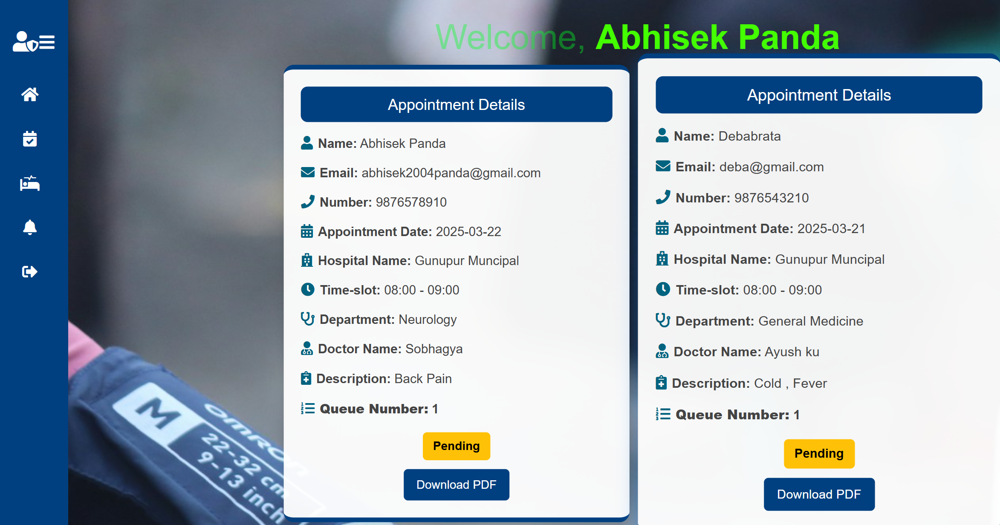 Welcome, Abhisek Panda
Appointment Details
Name: Abhisek Panda
Email: abhisek2004panda@gmail.com
Number: 9876578910
Appointment Date: 2025-03-22
Hospital Name: Gunupur Muncipal
Time-slot: 08:00 - 09:00
Department: Neurology
Doctor Name: Sobhagya
Description: Back Pain
Queue Number: 1
Pending
Download PDF
Appointment Details
Name: Debabrata
Email: deba@gmail.com
Number: 9876543210
Appointment Date: 2025-03-21
Hospital Name: Gunupur Muncipal
Time-slot: 08:00 - 09:00
Department: General Medicine
Doctor Name: Ayush ku
Description: Cold , Fever
Queue Number: 1
Pending
Download PDF
M
omron
22-32 cm
9-13 inch